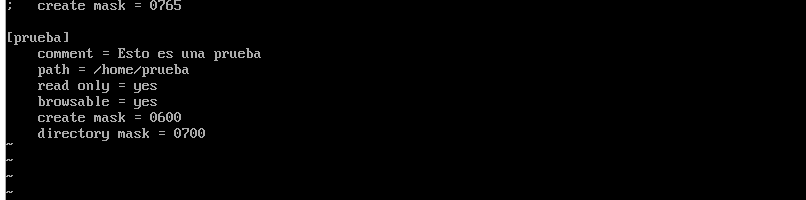 ;   create mask = 0765
[prueba]
    comment = Esto es una prueba
    path = /home/prueba
    read only = yes
    browsable = yes
    create mask = 0600
    directory mask = 0700
~
~
~
~